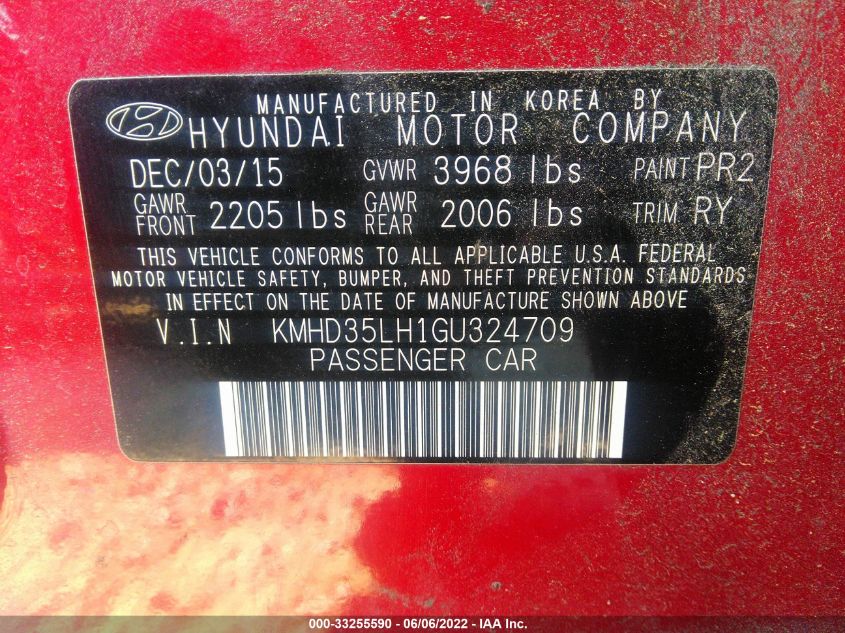 MANUFACTURED IN KOREA BY
HYUNDAI MOTOR COMPANY
DEC/03/15 GVWR 3968 lbs PAINT PR2
GAWR FRONT 2205 lbs GAWR REAR 2006 lbs TRIM RY
THIS VEHICLE CONFORMS TO ALL APPLICABLE U.S.A. FEDERAL
MOTOR VEHICLE SAFETY, BUMPER, AND THEFT PREVENTION STANDARDS
IN EFFECT ON THE DATE OF MANUFACTURE SHOWN ABOVE
V.I.N KMHD35LH1GU324709
PASSENGER CAR
000-33255590 - 06/06/2022 - IAAI.com